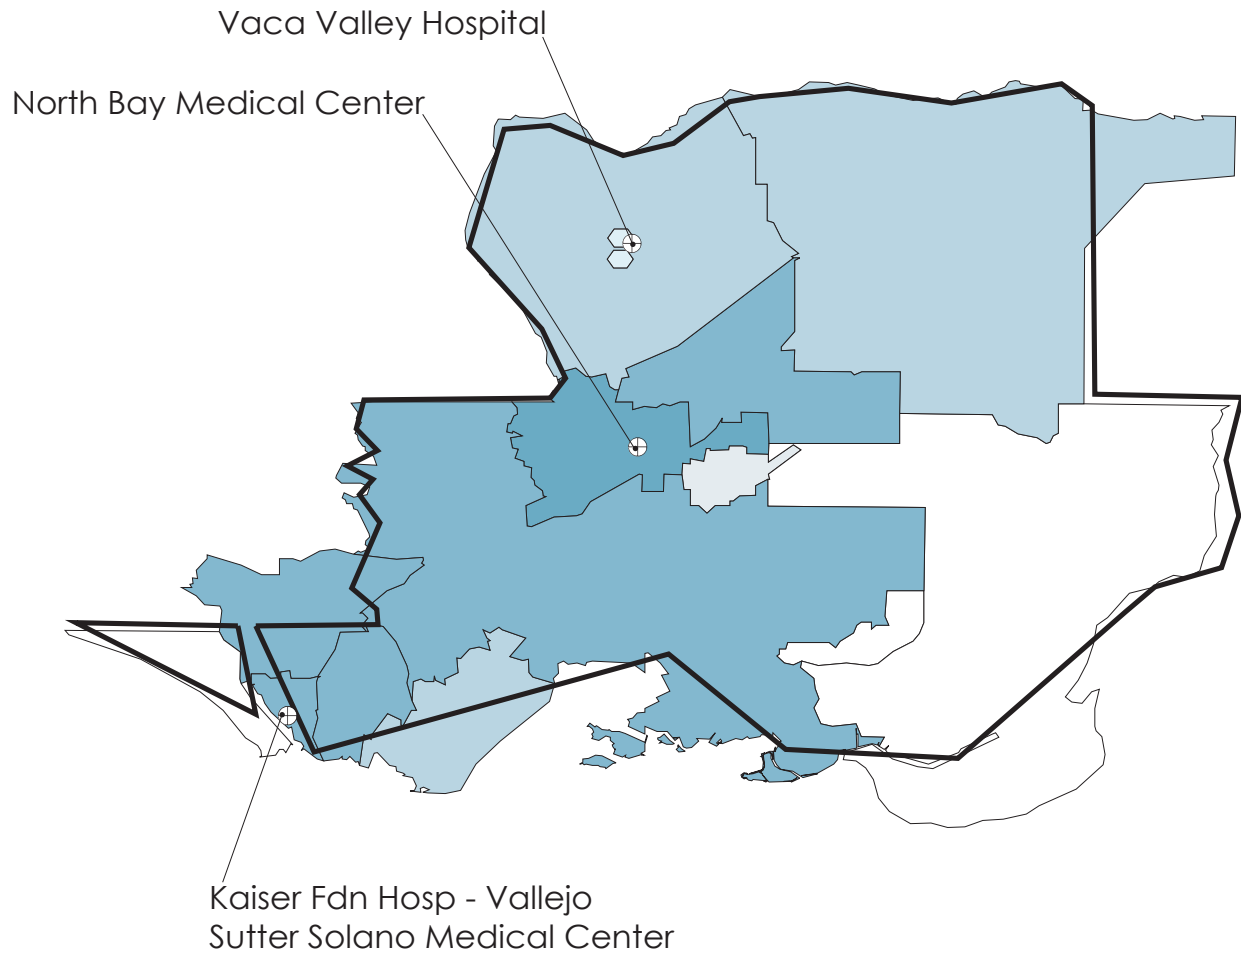 Vaca Valley Hospital
North Bay Medical Center
Kaiser Fdn Hosp - Vallejo
Sutter Solano Medical Center